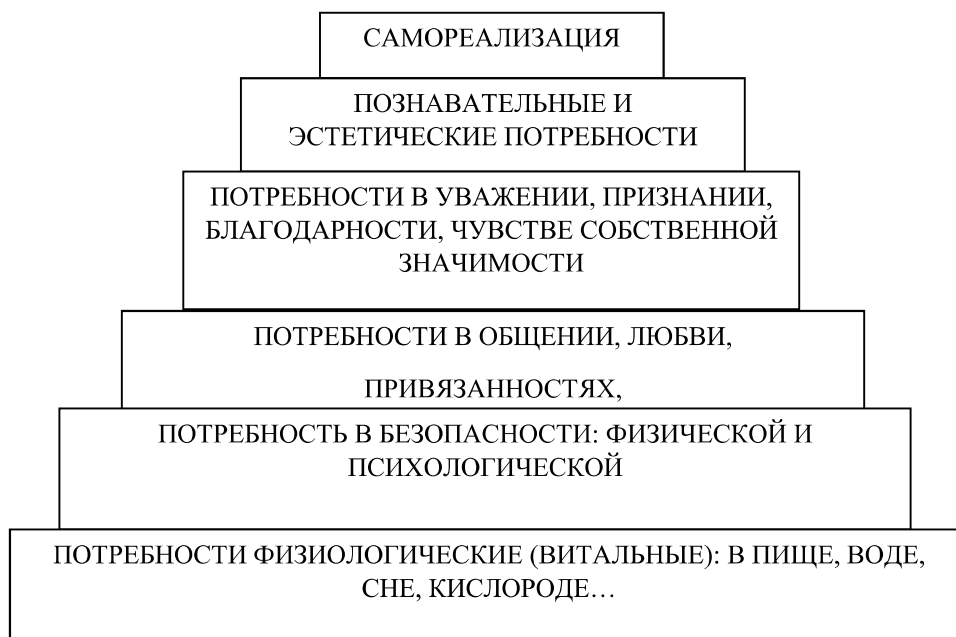 САМОРЕАЛИЗАЦИЯ
ПОЗНАВАТЕЛЬНЫЕ И
ЭСТЕТИЧЕСКИЕ ПОТРЕБНОСТИ
ПОТРЕБНОСТИ В УВАЖЕНИИ, ПРИЗНАНИИ,
БЛАГОДАРНОСТИ, ЧУВСТВЕ СОБСТВЕННОЙ
ЗНАЧИМОСТИ
ПОТРЕБНОСТИ В ОБЩЕНИИ, ЛЮБВИ,
ПРИВЯЗАННОСТЯХ,
ПОТРЕБНОСТЬ В БЕЗОПАСНОСТИ: ФИЗИЧЕСКОЙ И
ПСИХОЛОГИЧЕСКОЙ
ПОТРЕБНОСТИ ФИЗИОЛОГИЧЕСКИЕ (ВИТАЛЬНЫЕ): В ПИЩЕ, ВОДЕ,
СНЕ, КИСЛОРОДЕ…